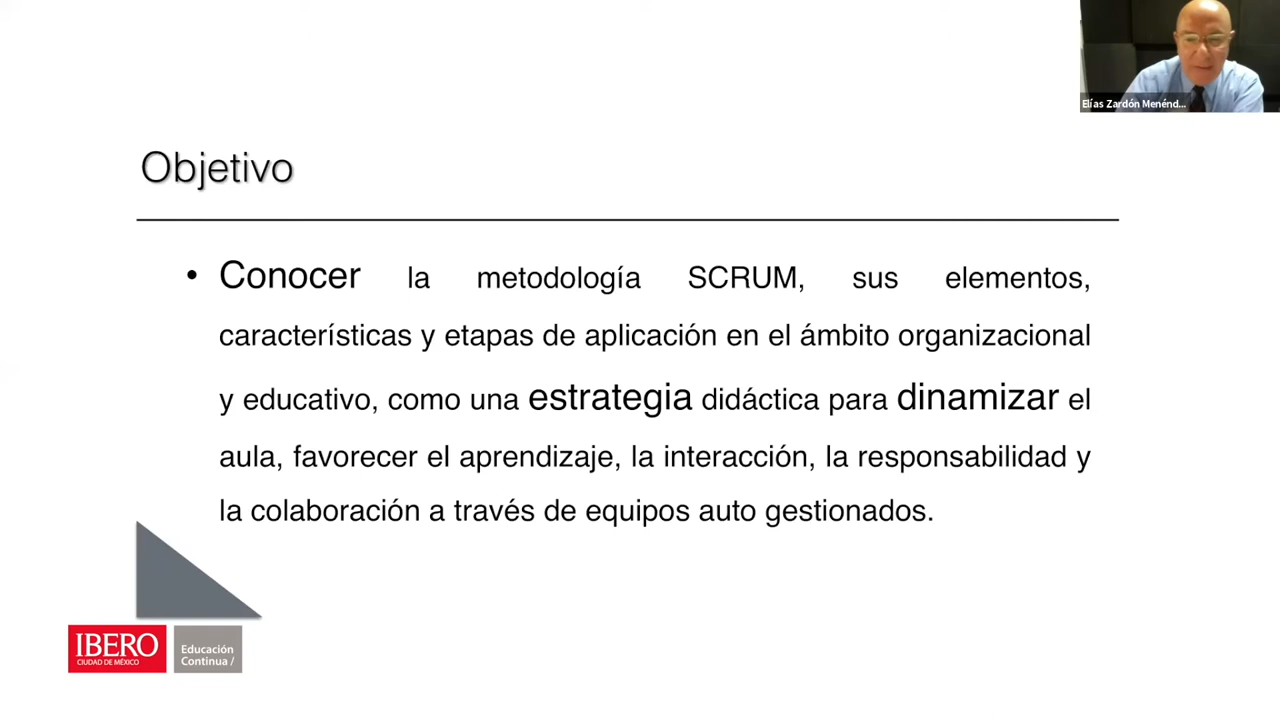 Elías Zardón Menénd...
Objetivo
• Conocer la metodología SCRUM, sus elementos,
características y etapas de aplicación en el ámbito organizacional
y educativo, como una estrategia didáctica para dinamizar el
aula, favorecer el aprendizaje, la interacción, la responsabilidad y
la colaboración a través de equipos auto gestionados.
IBERO
CIUDAD DE MÉXICO
Educación
Continua /